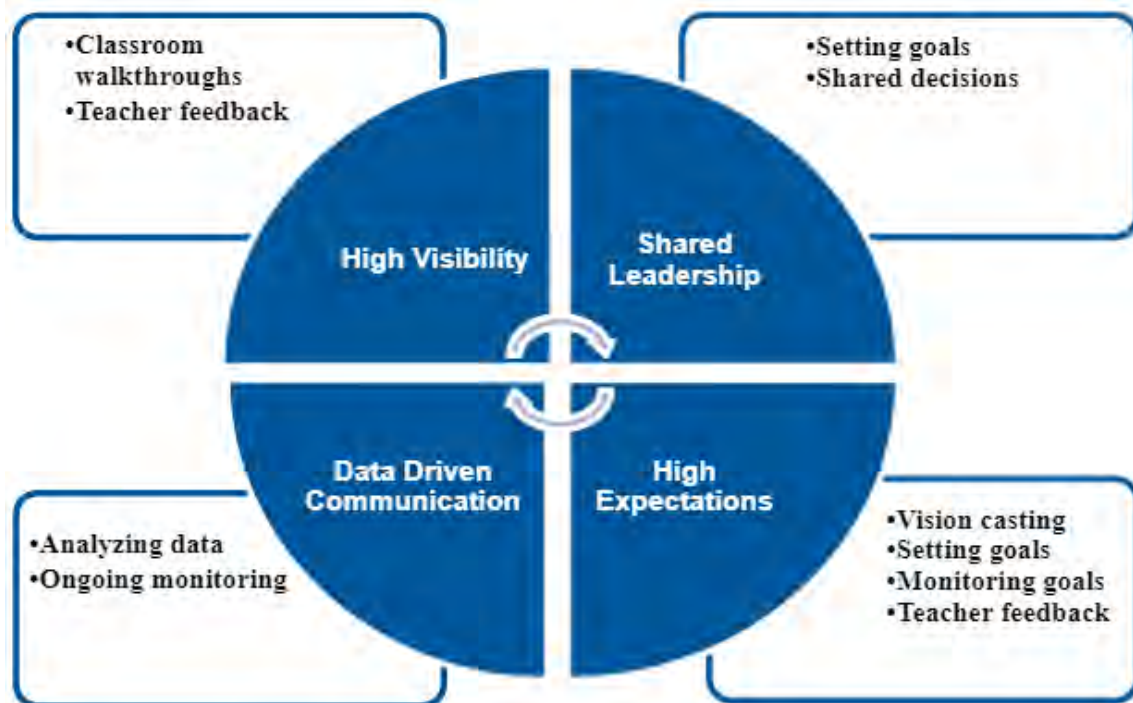 •Classroom
walkthroughs
•Teacher feedback
•Setting goals
•Shared decisions
High Visibility
Shared
Leadership
Data Driven
Communication
High
Expectations
•Analyzing data
•Ongoing monitoring
•Vision casting
•Setting goals
•Monitoring goals
•Teacher feedback